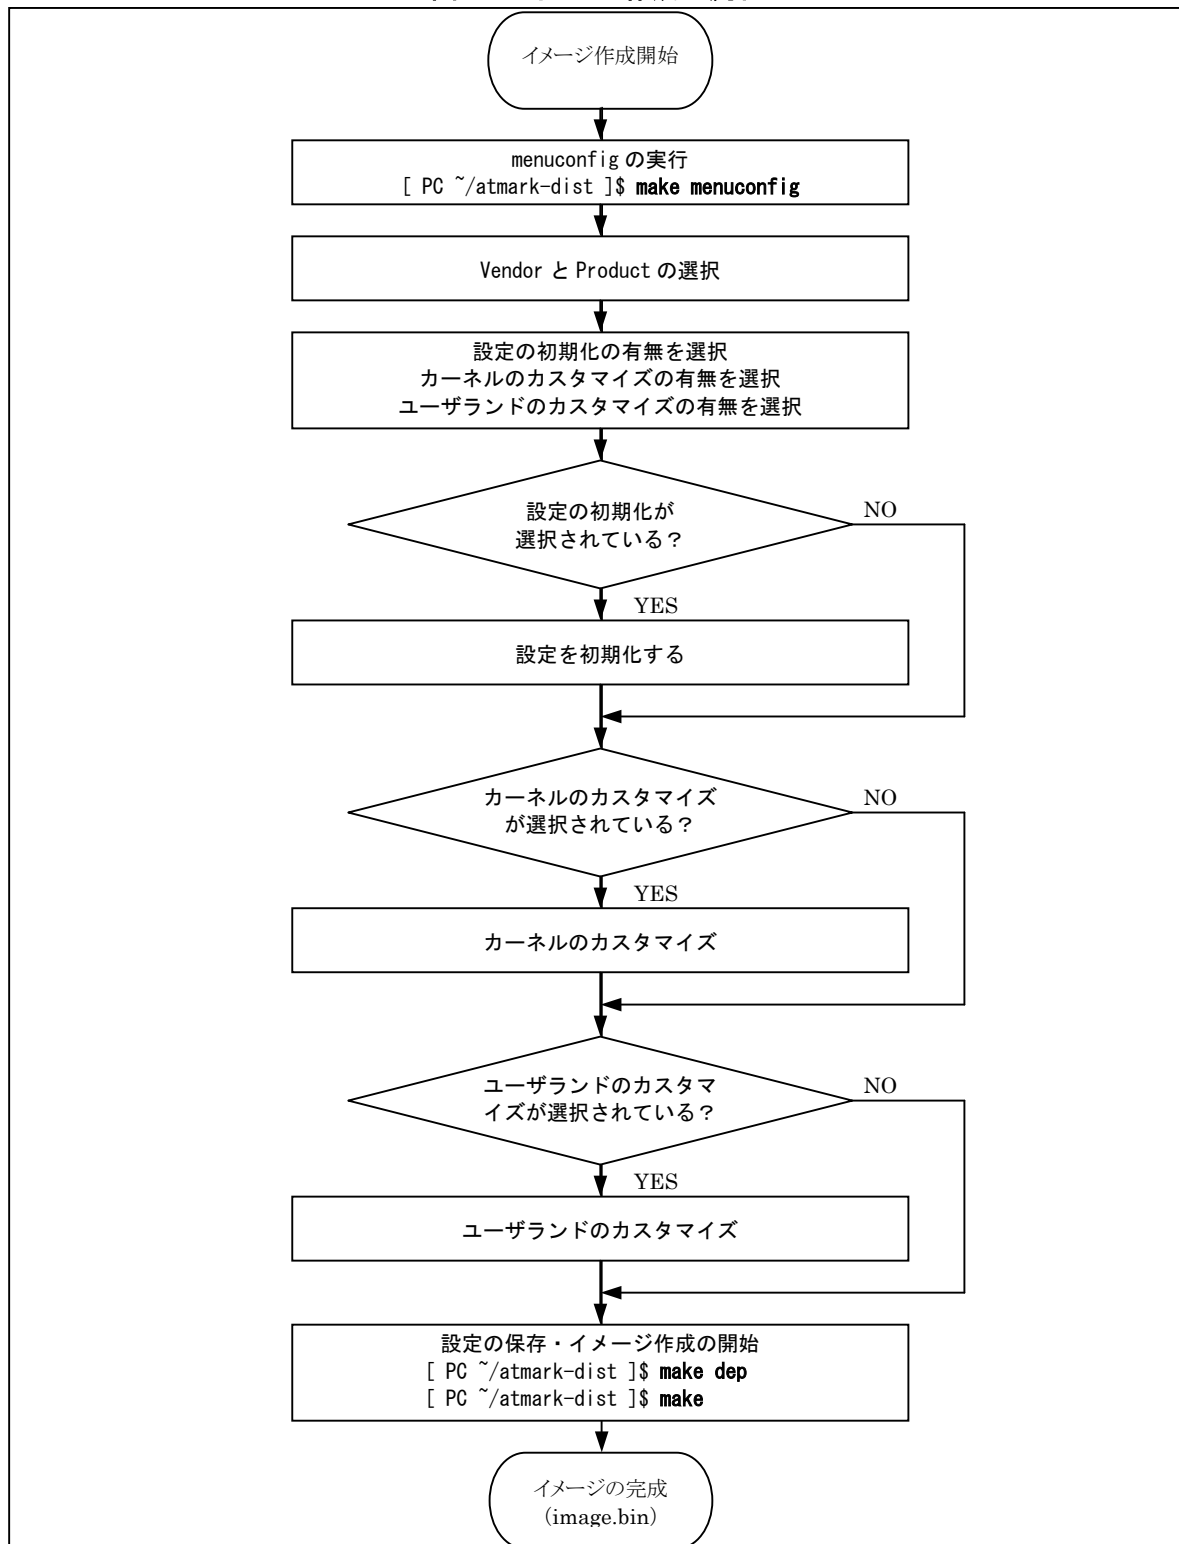 イメージ作成開始
menuconfig の実行
[ PC ~/atmark-dist ]$ make menuconfig
Vendor と Product の選択
設定の初期化の有無を選択
カーネルのカスタマイズの有無を選択
ユーザランドのカスタマイズの有無を選択
設定の初期化が
選択されている?
NO
YES
設定を初期化する
カーネルのカスタマイズ
が選択されている?
NO
YES
カーネルのカスタマイズ
ユーザランドのカスタマ
イズが選択されている?
NO
YES
ユーザランドのカスタマイズ
設定の保存・イメージ作成の開始
[ PC ~/atmark-dist ]$ make dep
[ PC ~/atmark-dist ]$ make
イメージの完成
(image.bin)